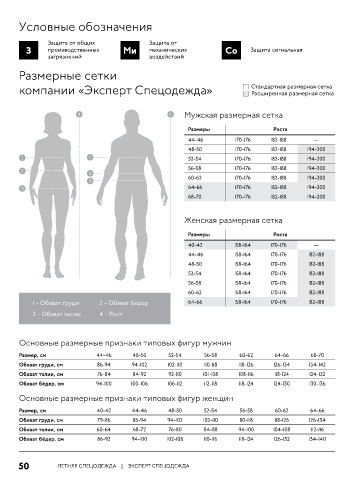 Условные обозначения
З
Защита от общих
производственных
загрязнений
Ми
Защита от
механических
воздействий
Со
Защита сигнальная
Размерные сетки
компании «Эксперт Спецодежда»
Стандартная размерная сетка
Расширенная размерная сетка
Мужская размерная сетка
Размеры Роста
44-46 170-176 182-188 —
48-50 170-176 182-188 194-200
52-54 170-176 182-188 194-200
56-58 170-176 182-188 194-200
60-62 170-176 182-188 194-200
64-66 170-176 182-188 194-200
68-70 170-176 182-188 194-200
Женская размерная сетка
Размеры Роста
40-42 158-164 170-176 —
44-46 158-164 170-176 182-188
48-50 158-164 170-176 182-188
52-54 158-164 170-176 182-188
56-58 158-164 170-176 182-188
60-62 158-164 170-176 182-188
64-66 158-164 170-176 182-188
1 – Обхват груди 3 – Обхват бедер
2 - Обхват талии 4 - Рост
Основные размерные признаки типовых фигур мужчин
Размер, см 44-46 48-50 52-54 56-58 60-62 64-66 68-70
Обхват груди, см 86-94 94-102 102-110 110-118 118-126 126-134 134-142
Обхват талии, см 76-84 84-92 92-110 101-108 108-116 118-124 124-132
Обхват бёдер, см 94-100 100-106 106-112 112-118 118-124 124-130 130-136
Основные размерные признаки типовых фигур женщин
Размер, см 40-42 44-46 48-50 52-54 56-58 60-62 64-66
Обхват груди, см 79-86 86-94 94-102 102-110 110-118 118-126 126-134
Обхват талии, см 60-64 68-72 76-80 84-88 94-100 104-108 112-116
Обхват бёдер, см 86-92 94-100 102-108 110-116 118-124 126-132 134-140
50 ЛЕТНЯЯ СПЕЦОДЕЖДА | ЭКСПЕРТ СПЕЦОДЕЖДА